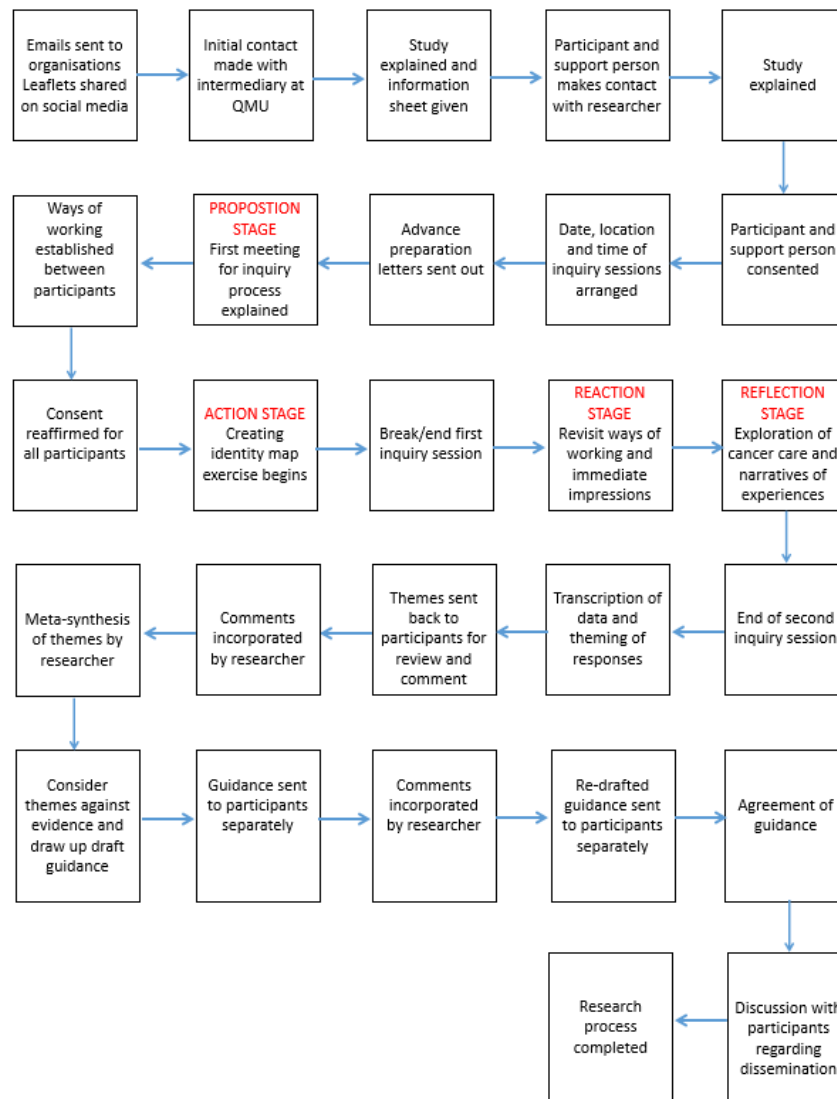 Emails sent to
organisations
Leaflets shared
on social media
Initial contact
made with
intermediary at
QMU
Study
explained and
information
sheet given
Participant and
support person
makes contact
with researcher
Study
explained
Participant and
support person
consented
Date, location
and time of
inquiry sessions
arranged
Advance
preparation
letters sent out
PROPOSTION
STAGE
First meeting
for inquiry
process
explained
Ways of
working
established
between
participants
Consent
reaffirmed for
all participants
ACTION STAGE
Creating
identity map
exercise begins
Break/end first
inquiry session
REACTION
STAGE
Revisit ways of
working and
immediate
impressions
REFLECTION
STAGE
Exploration of
cancer care and
narratives of
experiences
End of second
inquiry session
Transcription of
data and
theming of
responses
Themes sent
back to
participants for
review and
comment
Comments
incorporated
by researcher
Meta-synthesis
of themes by
researcher
Consider
themes against
evidence and
draw up draft
guidance
Guidance sent
to participants
separately
Comments
incorporated
by researcher
Re-drafted
guidance sent
to participants
separately
Agreement of
guidance
Discussion with
participants
regarding
dissemination
Research
process
completed